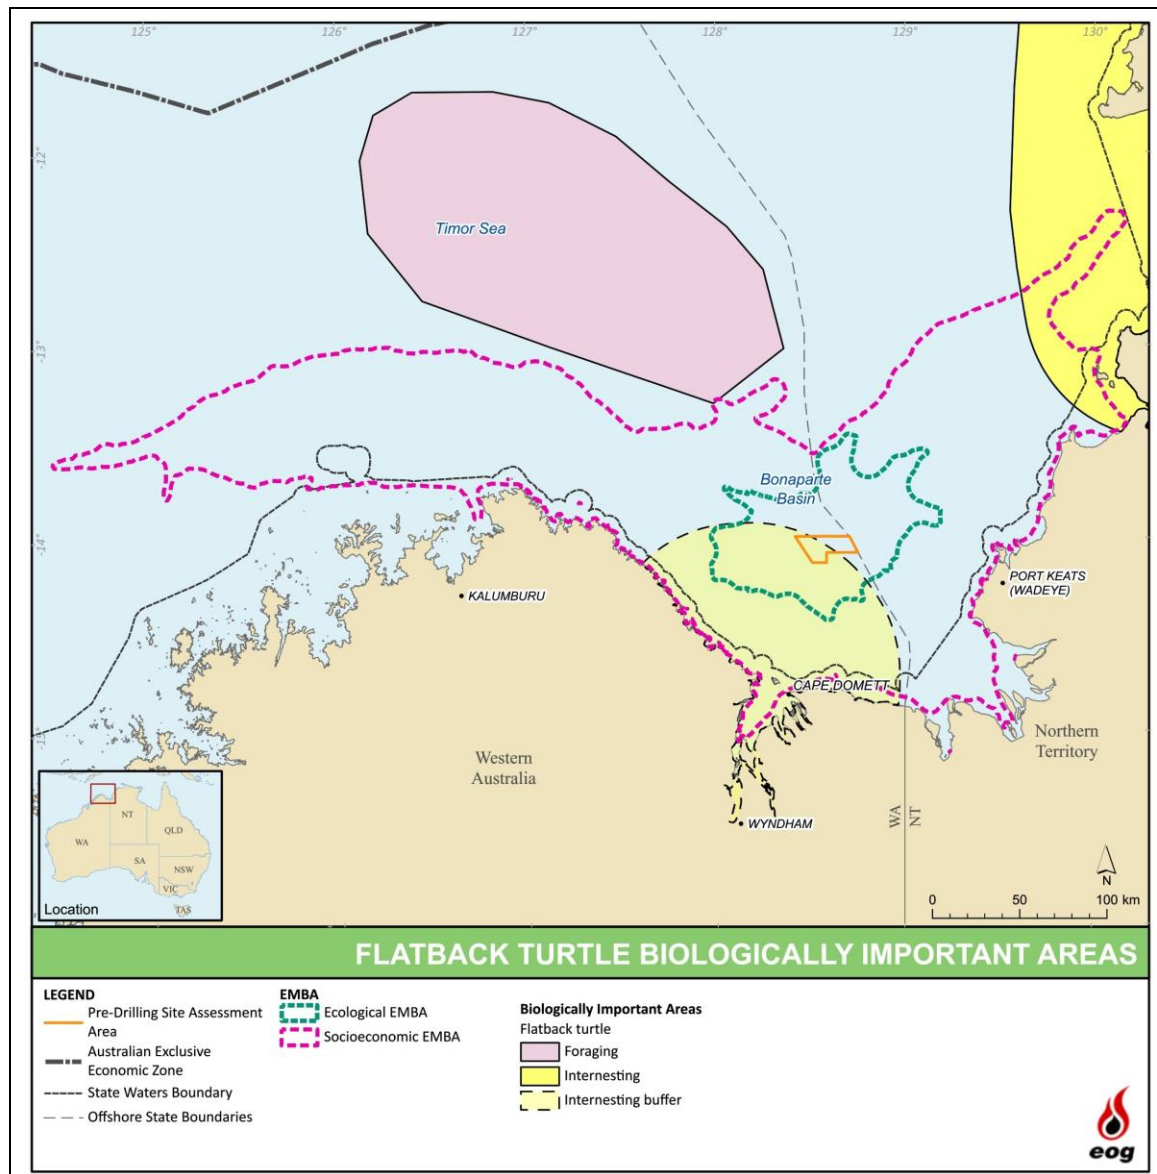 125°
126°
127°
128°
129°
130°
-12°
-13°
-14°
Timor Sea
Bonaparte
Basin
KALUMBURU
PORT KEATS
(WADEYE)
CAPE DOMETT
Western
Australia
Northern
Territory
WYNDHAM
WA
NT
WA
NT
QLD
SA
NSW
VIC
TAS
Location
N
0 50 100 km
FLATBACK TURTLE BIOLOGICALLY IMPORTANT AREAS
LEGEND
Pre-Drilling Site Assessment
Area
Australian Exclusive
Economic Zone
State Waters Boundary
Offshore State Boundaries
EMBA
Ecological EMBA
Socioeconomic EMBA
Biologically Important Areas
Flatback turtle
Foraging
Internesting
Internesting buffer
eog